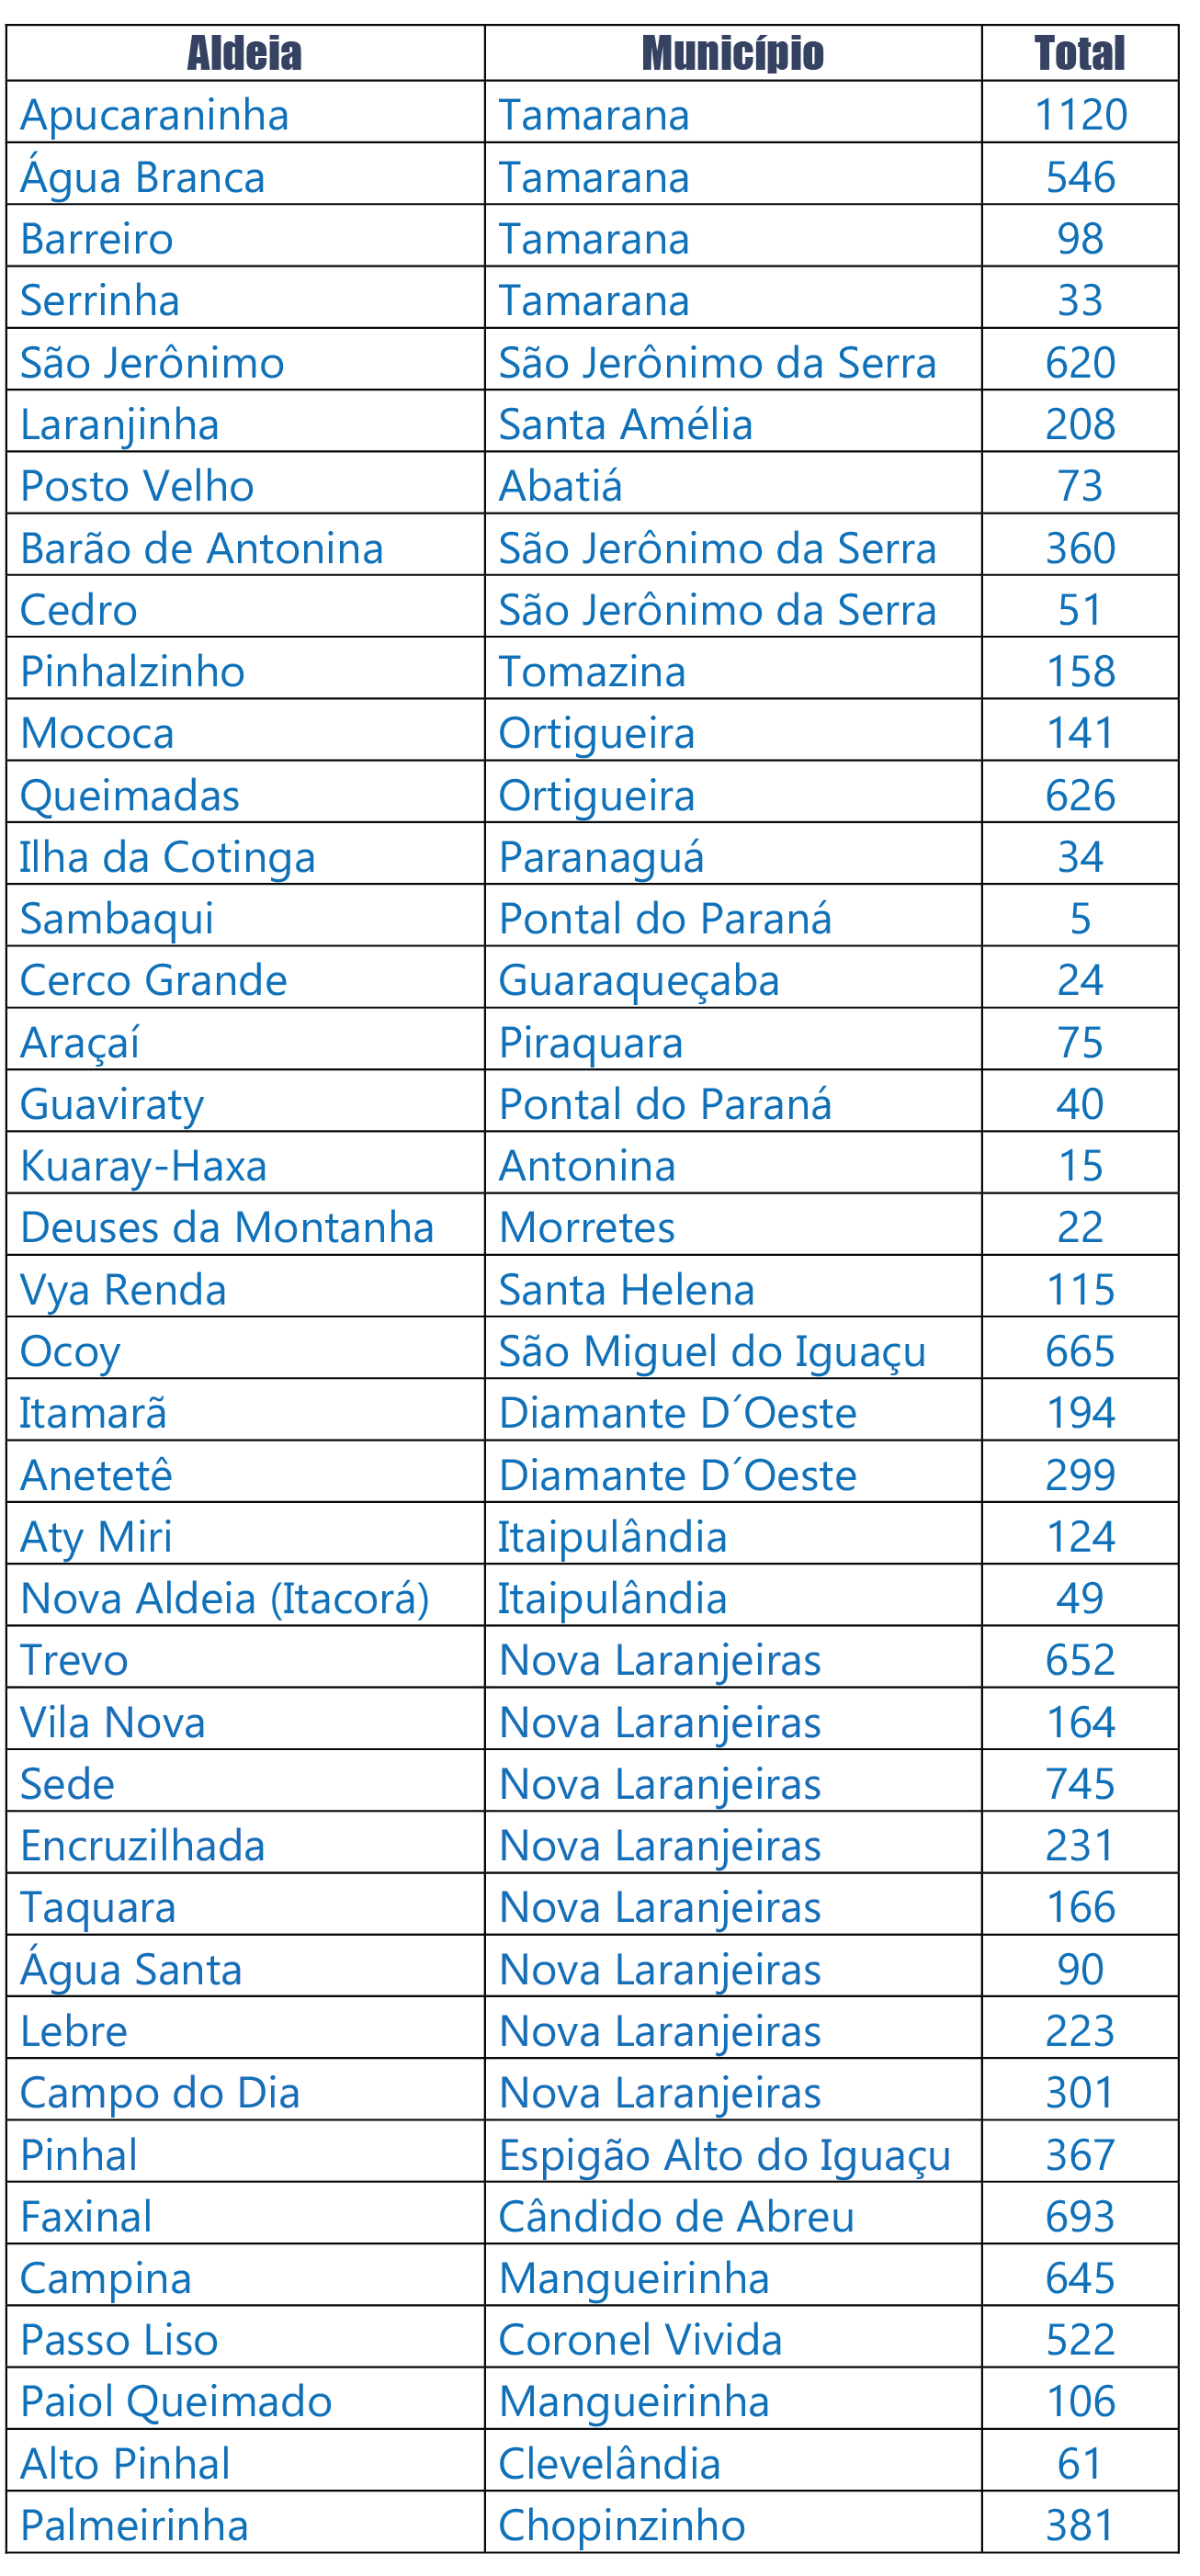 Aldeia Município Total
Apucaraninha Tamarana 1120
Água Branca Tamarana 546
Barreiro Tamarana 98
Serrinha Tamarana 33
São Jerônimo São Jerônimo da Serra 620
Laranjinha Santa Amélia 208
Posto Velho Abatiá 73
Barão de Antonina São Jerônimo da Serra 360
Cedro São Jerônimo da Serra 51
Pinhalzinho Tomazina 158
Mococa Ortigueira 141
Queimadas Ortigueira 626
Ilha da Cotinga Paranaguá 34
Sambaqui Pontal do Paraná 5
Cerco Grande Guaraqueçaba 24
Araçaí Piraquara 75
Guaviraty Pontal do Paraná 40
Kuaray-Haxa Antonina 15
Deuses da Montanha Morretes 22
Vya Renda Santa Helena 115
Ocoy São Miguel do Iguaçu 665
Itamarã Diamante D´Oeste 194
Anetetê Diamante D´Oeste 299
Aty Miri Itaipulândia 124
Nova Aldeia (Itacorá) Itaipulândia 49
Trevo Nova Laranjeiras 652
Vila Nova Nova Laranjeiras 164
Sede Nova Laranjeiras 745
Encruzilhada Nova Laranjeiras 231
Taquara Nova Laranjeiras 166
Água Santa Nova Laranjeiras 90
Lebre Nova Laranjeiras 223
Campo do Dia Nova Laranjeiras 301
Pinhal Espigão Alto do Iguaçu 367
Faxinal Cândido de Abreu 693
Campina Mangueirinha 645
Passo Liso Coronel Vivida 522
Paiol Queimado Mangueirinha 106
Alto Pinhal Clevelândia 61
Palmeirinha Chopinzinho 381